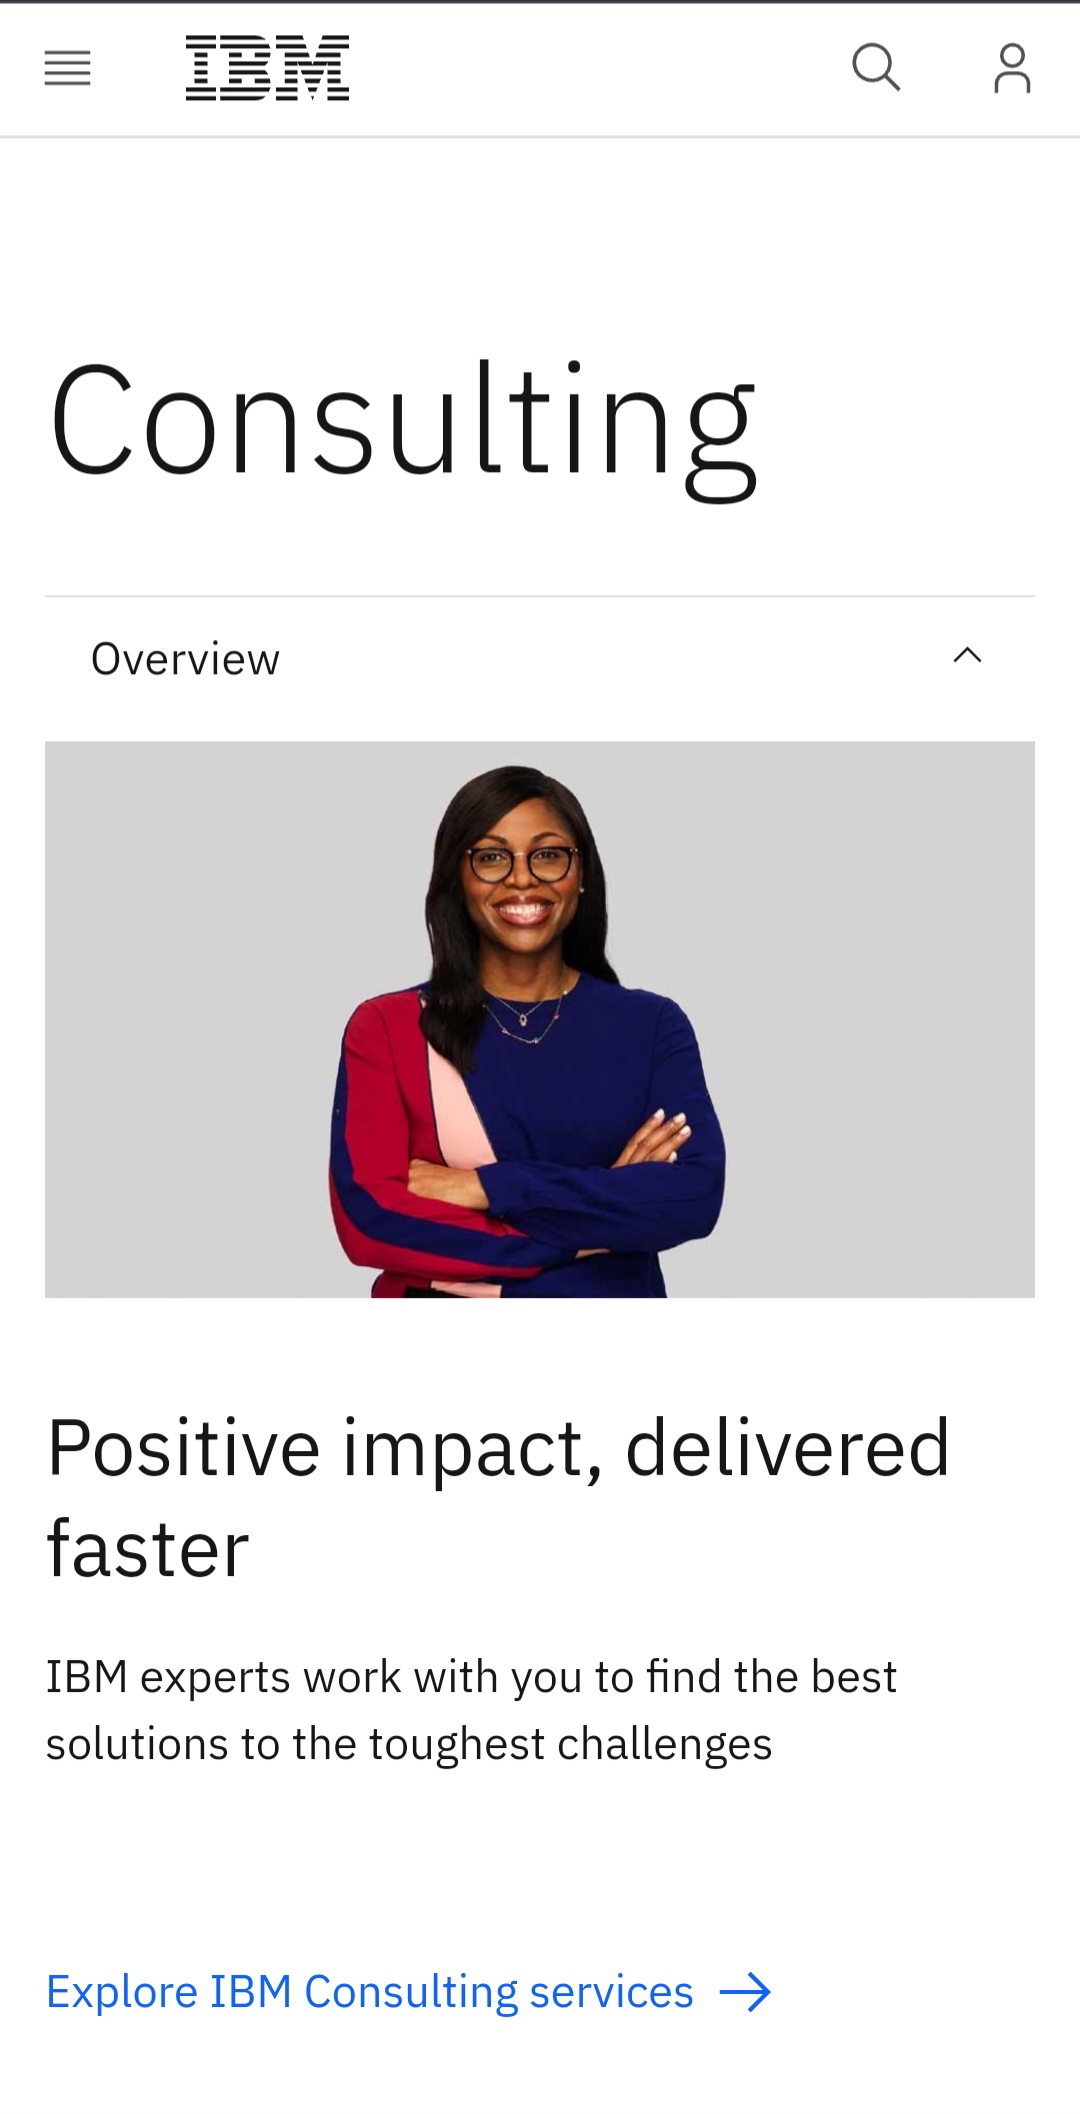 IBM
Consulting
Overview
Positive impact, delivered
faster
IBM experts work with you to find the best
solutions to the toughest challenges
Explore IBM Consulting services →